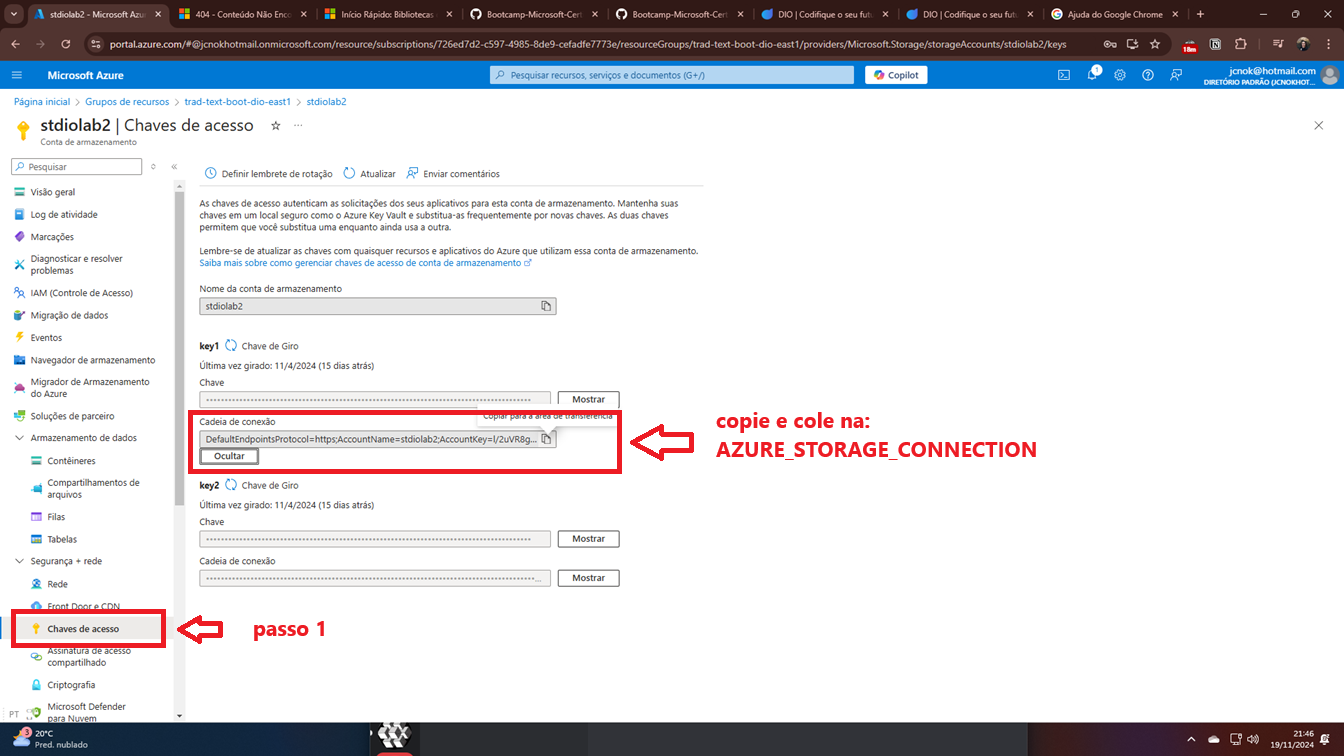 stdiolab2 - Microsoft Azu
404 - Conteúdo Não Enco
Início Rápido: Bibliotecas
Bootcamp-Microsoft-Cert
Bootcamp-Microsoft-Cert
DIO | Codifique o seu futu
DIO | Codifique o seu futu
Ajuda do Google Chrome
portal.azure.com/#@jcnokhotmail.onmicrosoft.com/resource/subscriptions/726ed7d2-c597-4985-8de9-cefadfe7773e/resourceGroups/trad-text-boot-dio-east1/providers/Microsoft.Storage/storageAccounts/stdiolab2/keys
18m
Microsoft Azure
Pesquisar recursos, serviços e documentos (G+/)
Copilot
1
jcnok@hotmail.com
DIRETÓRIO PADRÃO (JCNOKHOT...
Página inicial > Grupos de recursos > trad-text-boot-dio-east1 > stdiolab2
stdiolab2 | Chaves de acesso
Conta de armazenamento
Pesquisar
Visão geral
Log de atividade
Marcações
Diagnosticar e resolver
problemas
IAM (Controle de Acesso)
Migração de dados
Eventos
Navegador de armazenamento
Migrador de Armazenamento
do Azure
Soluções de parceiro
Armazenamento de dados
Contêineres
Compartilhamentos de
arquivos
Filas
Tabelas
Segurança + rede
Rede
Front Door e CDN
Chaves de acesso
Assinatura de acesso
compartilhado
Criptografia
Microsoft Defender
para Nuvem
Definir lembrete de rotação
Atualizar
Enviar comentários
As chaves de acesso autenticam as solicitações dos seus aplicativos para esta conta de armazenamento. Mantenha suas
chaves em um local seguro como o Azure Key Vault e substitua-as frequentemente por novas chaves. As duas chaves
permitem que você substitua uma enquanto ainda usa a outra.
Lembre-se de atualizar as chaves com quaisquer recursos e aplicativos do Azure que utilizam essa conta de armazenamento.
Saiba mais sobre como gerenciar chaves de acesso de conta de armazenamento
Nome da conta de armazenamento
stdiolab2
key1
Chave de Giro
Última vez girado: 11/4/2024 (15 dias atrás)
Chave
Mostrar
Copiar para a área de transferência
Cadeia de conexão
DefaultEndpointsProtocol=https;AccountName=stdiolab2;AccountKey=l/2uVR8g...
Ocultar
key2
Chave de Giro
Última vez girado: 11/4/2024 (15 dias atrás)
Chave
Mostrar
Cadeia de conexão
Mostrar
copie e cole na:
AZURE_STORAGE_CONNECTION
passo 1
PT
3
20°C
Pred. nublado
21:46
19/11/2024